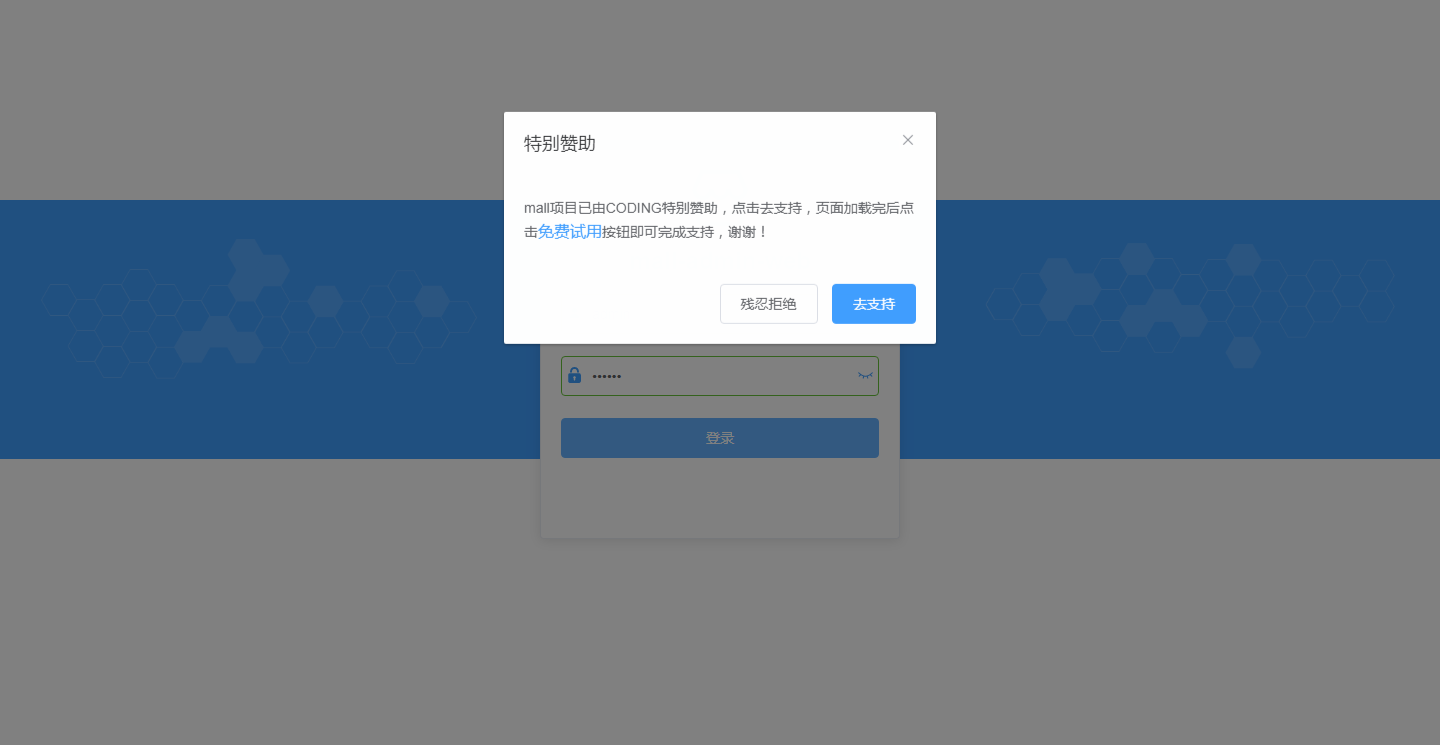 特别赞助
mall项目已由CODING特别赞助，点击去支持，页面加载完后点
击免费试用按钮即可完成支持，谢谢！
残忍拒绝
去支持
••••••
登录